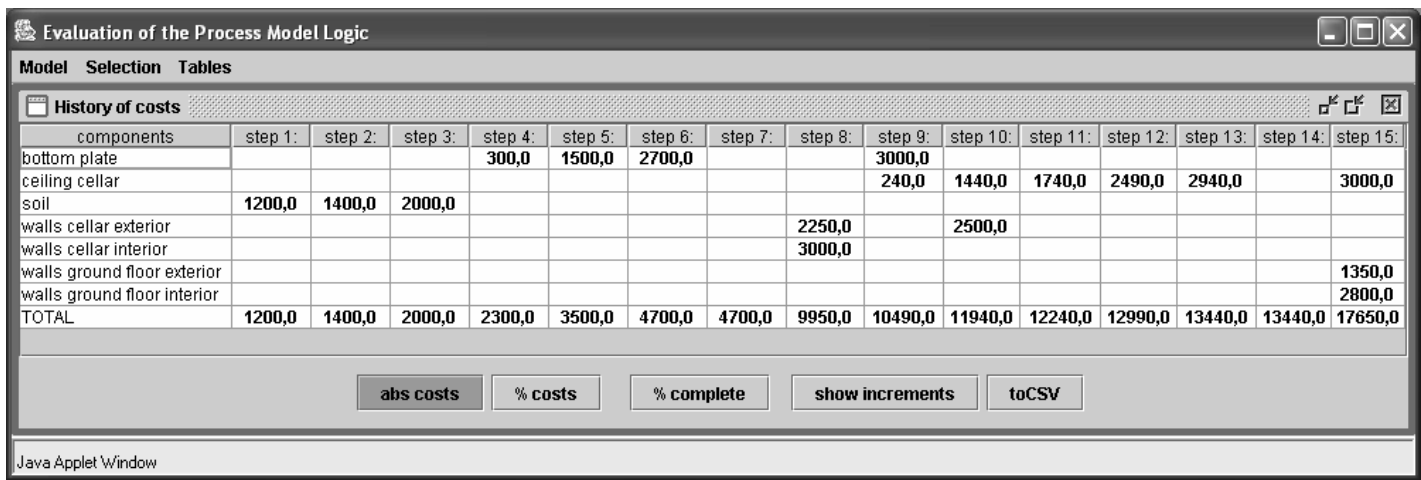 Evaluation of the Process Model Logic
Model Selection Tables
History of costs
components step 1: step 2: step 3: step 4: step 5: step 6: step 7: step 8: step 9: step 10: step 11: step 12: step 13: step 14: step 15:
bottom plate 300,0 1500,0 2700,0 3000,0
ceiling cellar 240,0 1440,0 1740,0 2490,0 2940,0 3000,0
soil 1200,0 1400,0 2000,0
walls cellar exterior 2250,0 2500,0
walls cellar interior 3000,0
walls ground floor exterior 1350,0
walls ground floor interior 2800,0
TOTAL 1200,0 1400,0 2000,0 2300,0 3500,0 4700,0 4700,0 9950,0 10490,0 11940,0 12240,0 12990,0 13440,0 13440,0 17650,0
abs costs % costs % complete show increments toCSV
Java Applet Window